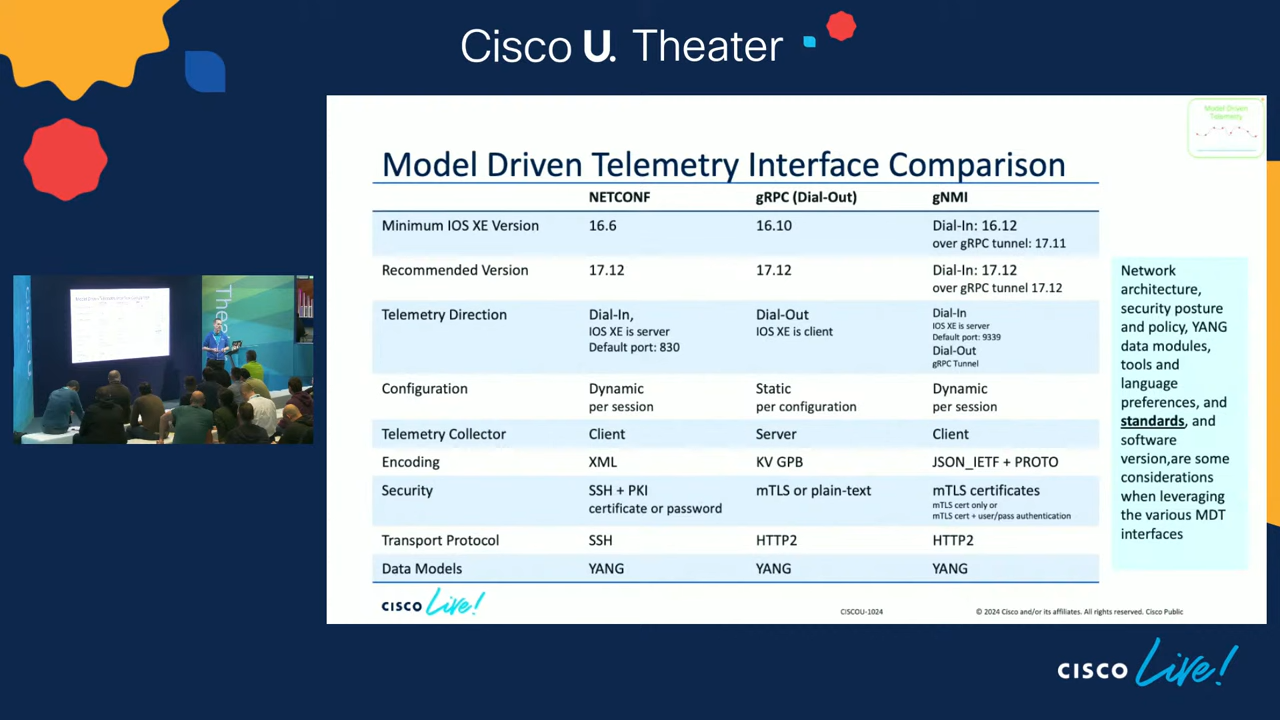 Cisco U. Theater
Model Driven
Telemetry
Model Driven Telemetry Interface Comparison
NETCONF gRPC (Dial-Out) gNMI
Minimum IOS XE Version 16.6 16.10 Dial-In: 16.12
over gRPC tunnel: 17.11
Recommended Version 17.12 17.12 Dial-In: 17.12
over gRPC tunnel 17.12
Telemetry Direction Dial-In, Dial-Out Dial-In
IOS XE is server IOS XE is client IOS XE is server
Default port: 830 Default port: 9339
Dial-Out
gRPC Tunnel
Configuration Dynamic Static Dynamic
per session per configuration per session
Telemetry Collector Client Server Client
Encoding XML KV GPB JSON_IETF + PROTO
Security SSH + PKI mTLS or plain-text mTLS certificates
certificate or password mTLS cert only or
mTLS cert + user/pass authentication
Transport Protocol SSH HTTP2 HTTP2
Data Models YANG YANG YANG
Network
architecture,
security posture
and policy, YANG
data modules,
tools and
language
preferences, and
standards, and
software
version,are some
considerations
when leveraging
the various MDT
interfaces
CISCO Live!
CISCOU-1024
© 2024 Cisco and/or its affiliates. All rights reserved. Cisco Public
Thea
CISCO Live!